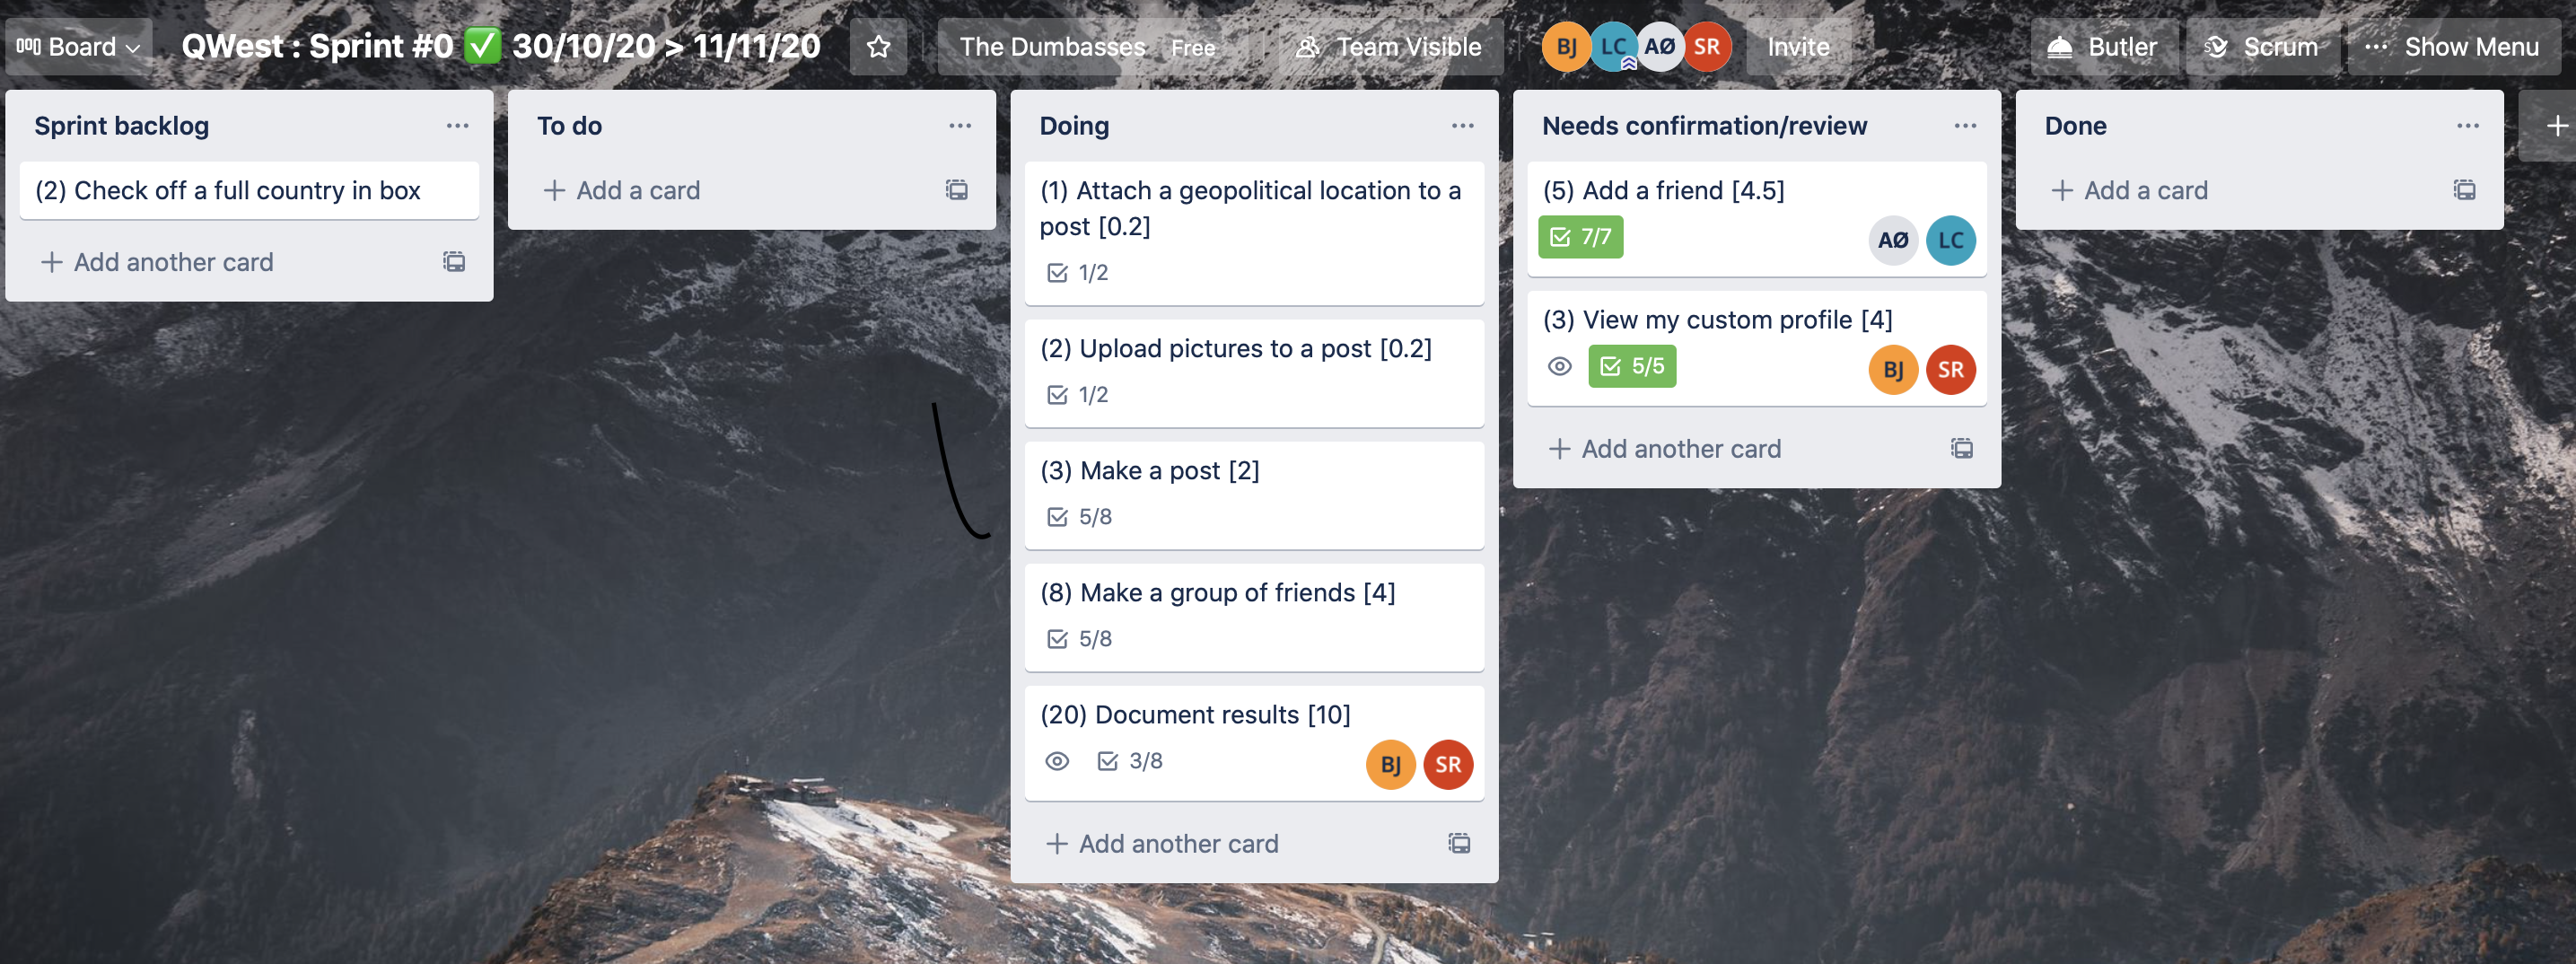 Board QWest : Sprint #0 ✅ 30/10/20 > 11/11/20 The Dumbasses Free Team Visible BJ LC AØ SR Invite Butler Scrum Show Menu
Sprint backlog
(2) Check off a full country in box
Add another card
To do
Add a card
Doing
(1) Attach a geopolitical location to a
post [0.2]
1/2
(2) Upload pictures to a post [0.2]
1/2
(3) Make a post [2]
5/8
(8) Make a group of friends [4]
5/8
(20) Document results [10]
3/8 BJ SR
Add another card
Needs confirmation/review
(5) Add a friend [4.5]
7/7 AØ LC
(3) View my custom profile [4]
5/5 BJ SR
Add another card
Done
Add a card